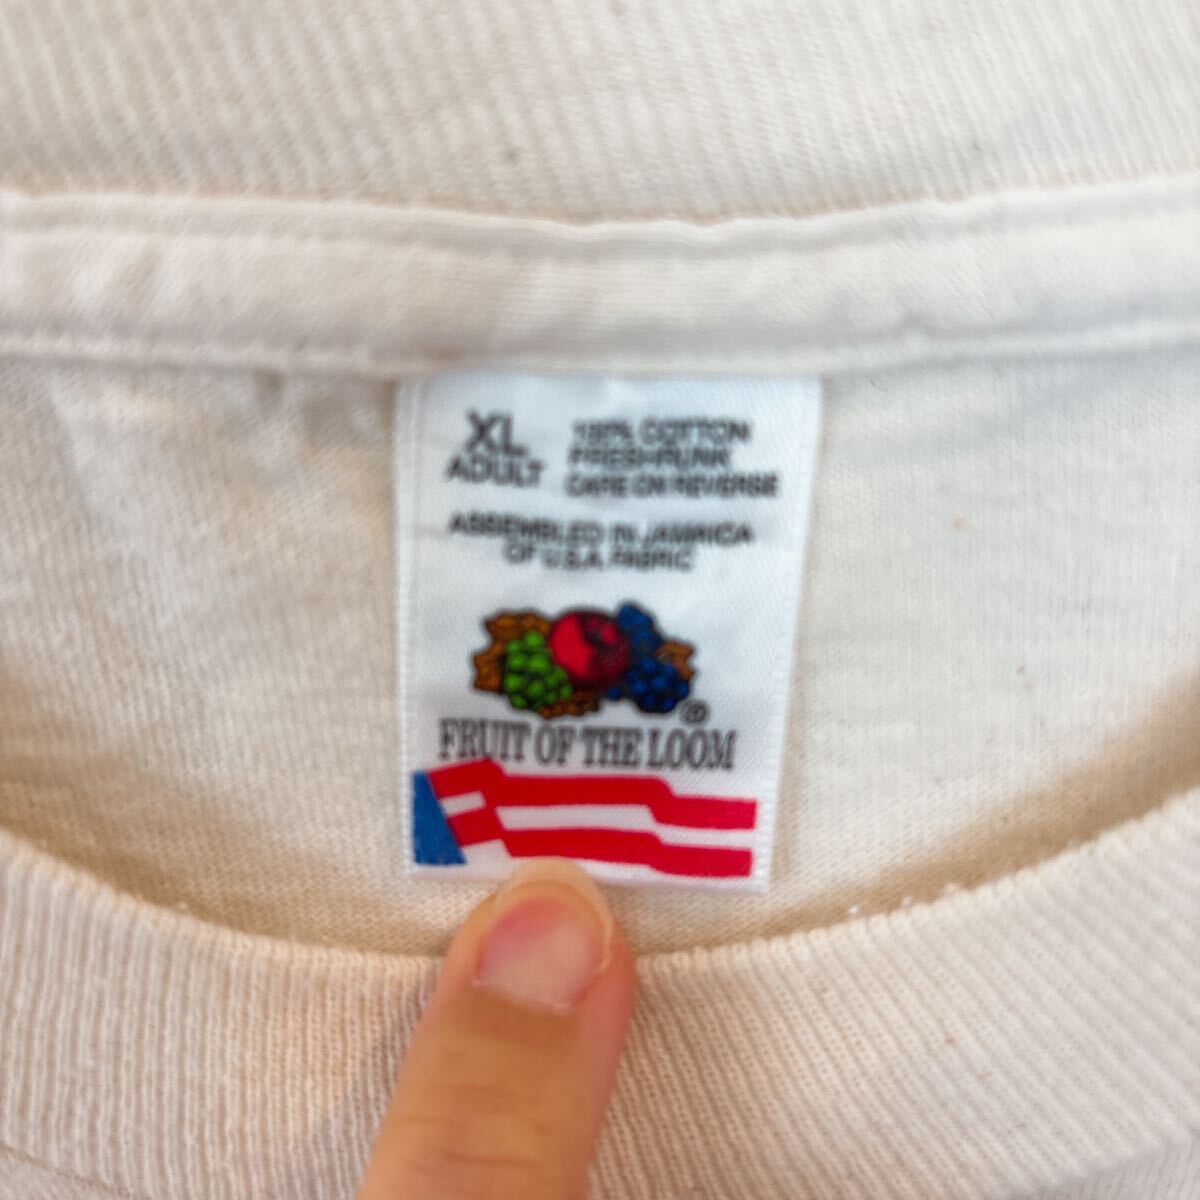 XL
ADULT
100% COTTON
PRESHRUNK
CARE ON REVERSE
ASSEMBLED IN JAMAICA
OF U.S.A. FABRIC
®
FRUIT OF THE LOOM